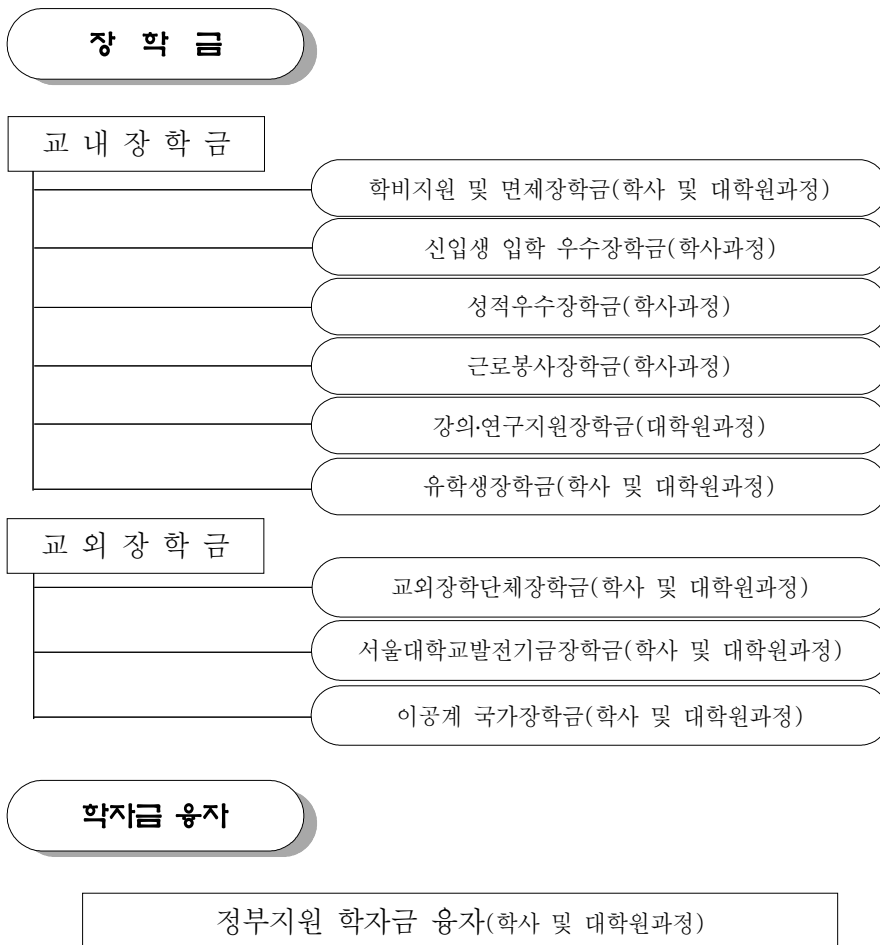 장 학 금
교 내 장 학 금
학비지원 및 면제장학금(학사 및 대학원과정)
신입생 입학 우수장학금(학사과정)
성적우수장학금(학사과정)
근로봉사장학금(학사과정)
강의·연구지원장학금(대학원과정)
유학생장학금(학사 및 대학원과정)
교 외 장 학 금
교외장학단체장학금(학사 및 대학원과정)
서울대학교발전기금장학금(학사 및 대학원과정)
이공계 국가장학금(학사 및 대학원과정)
학자금 융자
정부지원 학자금 융자(학사 및 대학원과정)